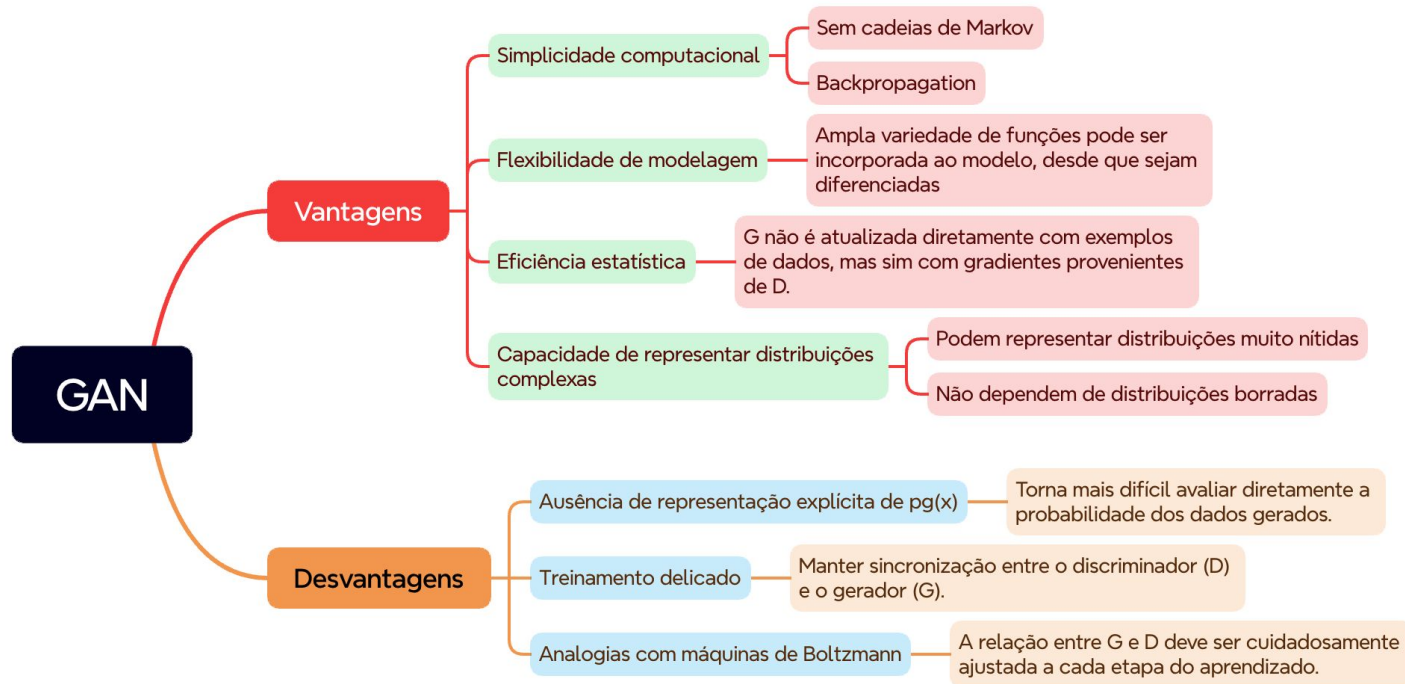 GAN
Vantagens
Simplicidade computacional
Sem cadeias de Markov
Backpropagation
Flexibilidade de modelagem
Ampla variedade de funções pode ser
incorporada ao modelo, desde que sejam
diferenciadas
Eficiência estatística
G não é atualizada diretamente com exemplos
de dados, mas sim com gradientes provenientes
de D.
Capacidade de representar distribuições
complexas
Podem representar distribuições muito nítidas
Não dependem de distribuições borradas
Desvantagens
Ausência de representação explícita de pg(x)
Torna mais difícil avaliar diretamente a
probabilidade dos dados gerados.
Treinamento delicado
Manter sincronização entre o discriminador (D)
e o gerador (G).
Analogias com máquinas de Boltzmann
A relação entre G e D deve ser cuidadosamente
ajustada a cada etapa do aprendizado.